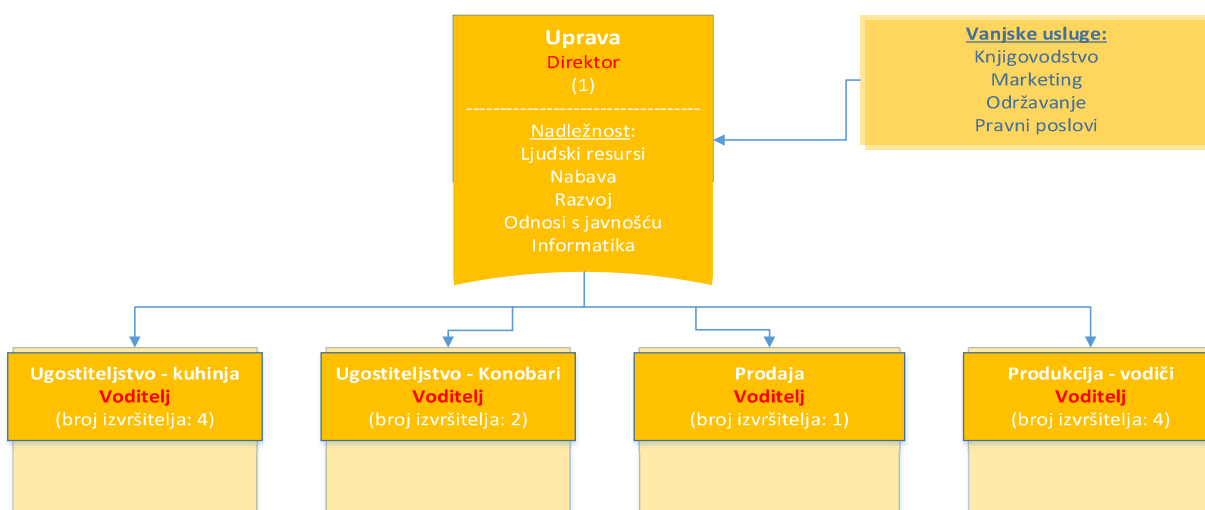 Uprava
Direktor
(1)
------------------------------------
Nadležnost:
Ljudski resursi
Nabava
Razvoj
Odnosi s javnošću
Informatika
Vanjske usluge:
Knjigovodstvo
Marketing
Održavanje
Pravni poslovi
Ugostiteljstvo - kuhinja
Voditelj
(broj izvršitelja: 4)
Ugostiteljstvo - Konobari
Voditelj
(broj izvršitelja: 2)
Prodaja
Voditelj
(broj izvršitelja: 1)
Produkcija - vodiči
Voditelj
(broj izvršitelja: 4)